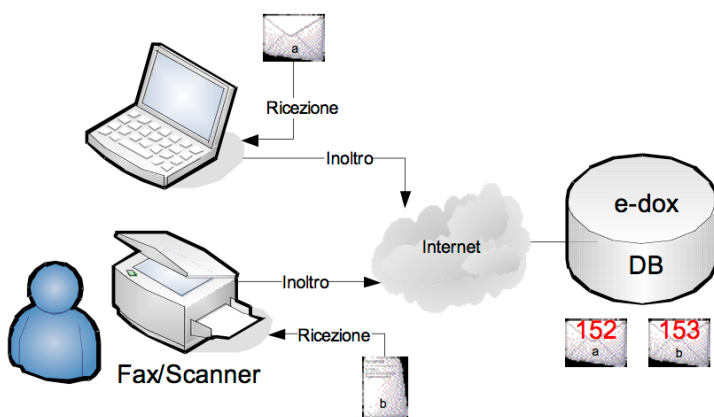 a
Ricezione
Inoltro
e-dox
Internet
DB
Inoltro
Ricezione
152
a
153
b
Fax/Scanner
b